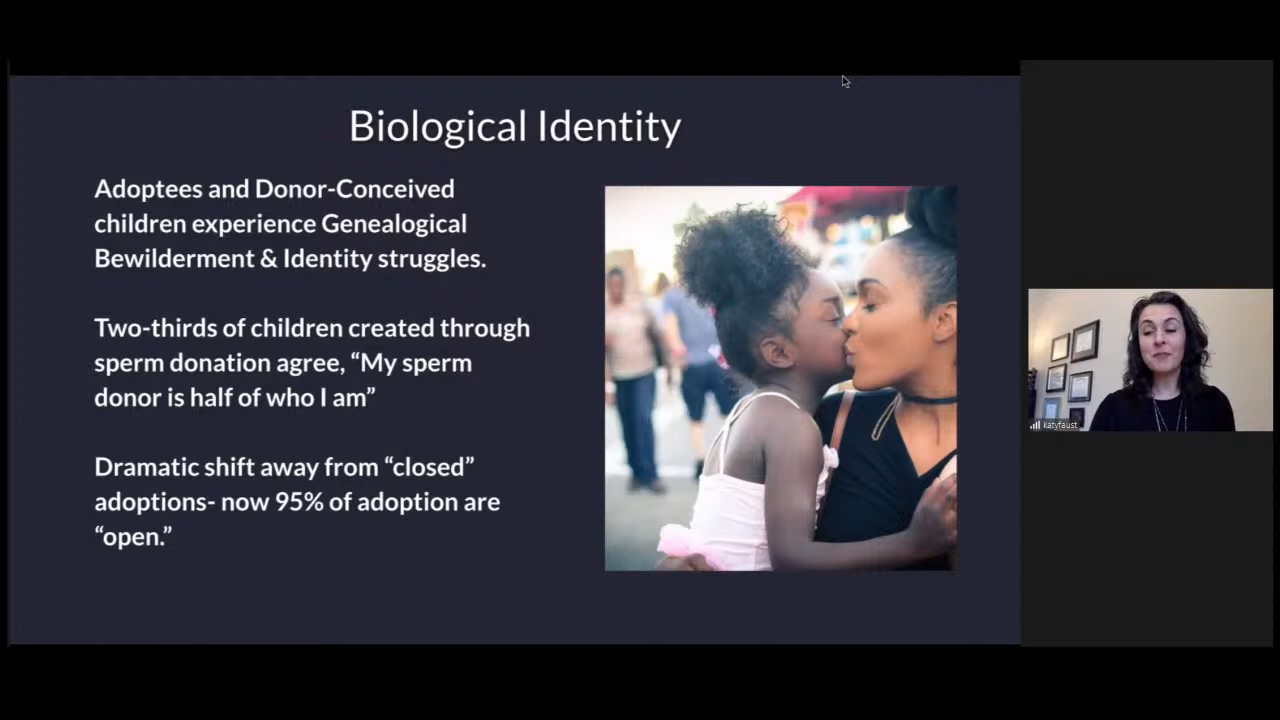 Biological Identity
Adoptees and Donor-Conceived
children experience Genealogical
Bewilderment & Identity struggles.
Two-thirds of children created through
sperm donation agree, “My sperm
donor is half of who I am”
Dramatic shift away from “closed”
adoptions- now 95% of adoption are
“open.”
katyfaust